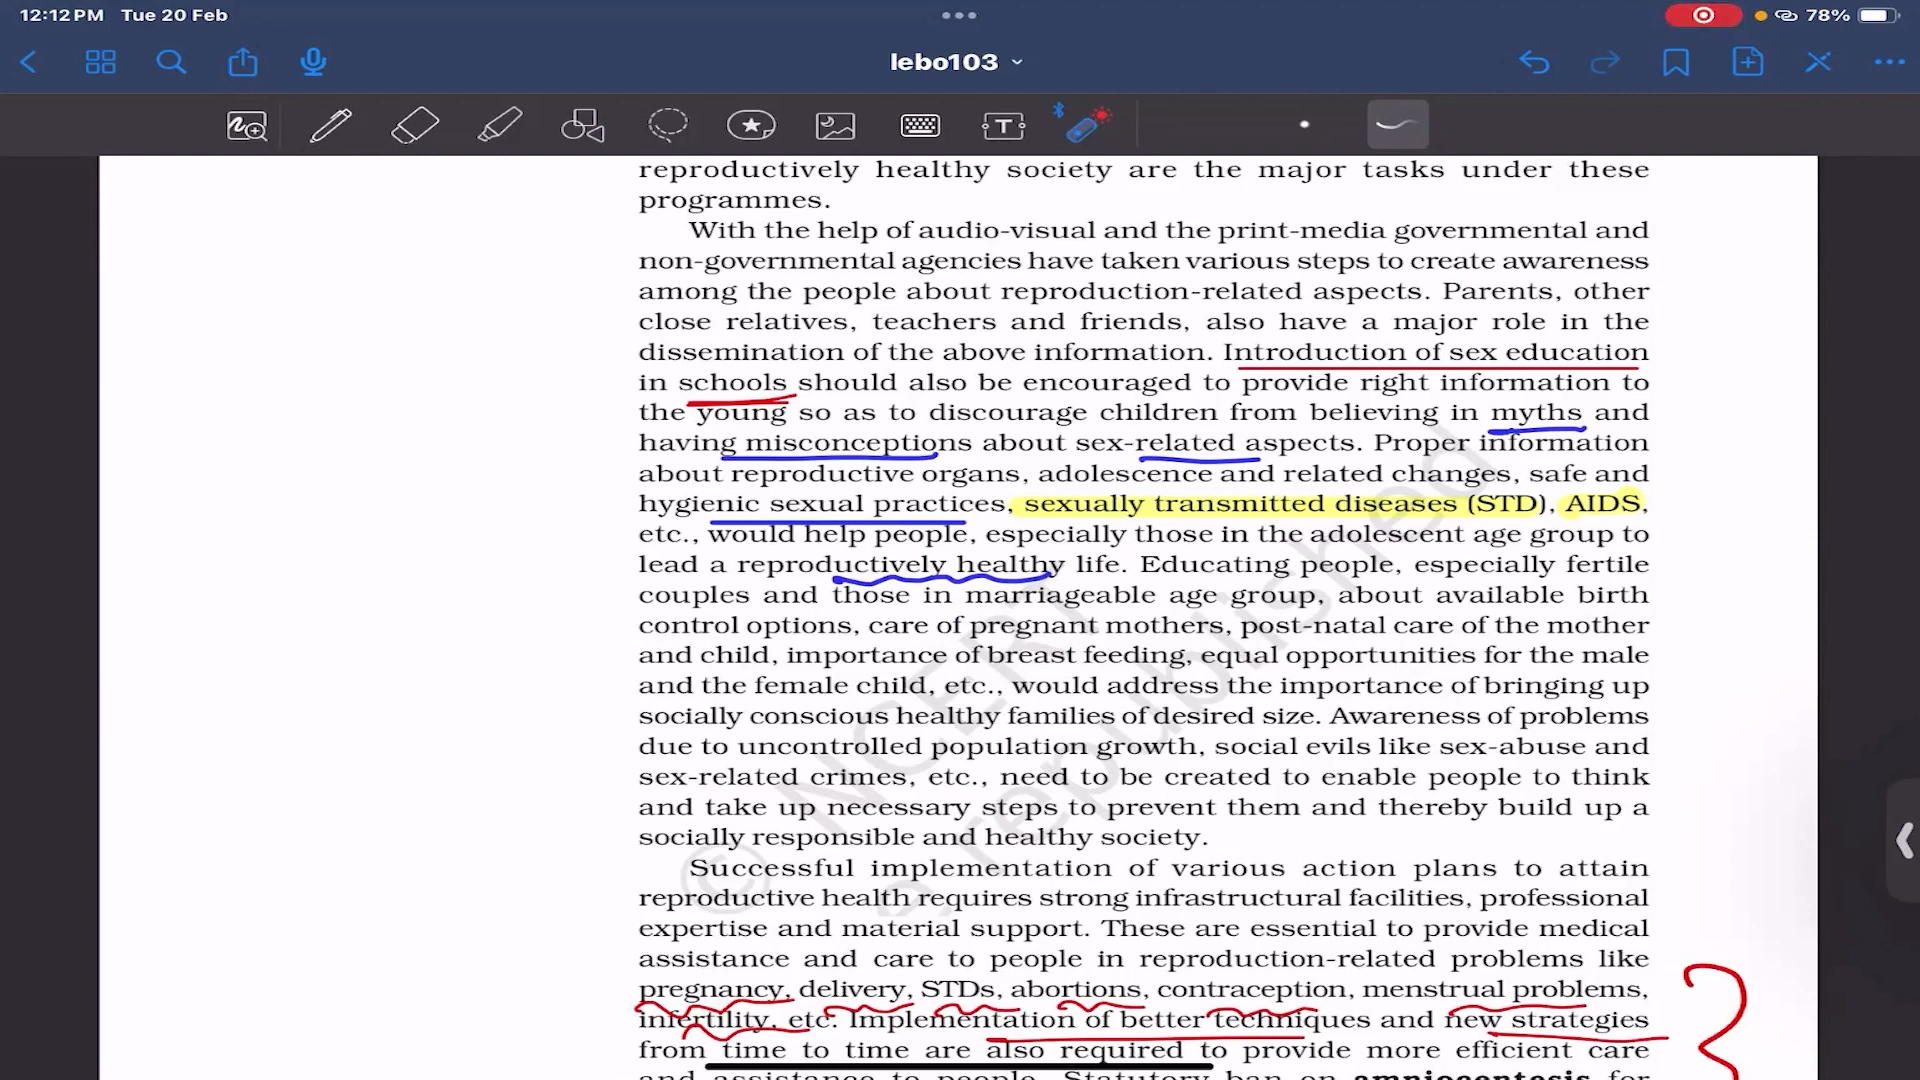 12:12 PM Tue 20 Feb
78%
lebo103
reproductively healthy society are the major tasks under these
programmes.
With the help of audio-visual and the print-media governmental and
non-governmental agencies have taken various steps to create awareness
among the people about reproduction-related aspects. Parents, other
close relatives, teachers and friends, also have a major role in the
dissemination of the above information. Introduction of sex education
in schools should also be encouraged to provide right information to
the young so as to discourage children from believing in myths and
having misconceptions about sex-related aspects. Proper information
about reproductive organs, adolescence and related changes, safe and
hygienic sexual practices, sexually transmitted diseases (STD), AIDS,
etc., would help people, especially those in the adolescent age group to
lead a reproductively healthy life. Educating people, especially fertile
couples and those in marriageable age group, about available birth
control options, care of pregnant mothers, post-natal care of the mother
and child, importance of breast feeding, equal opportunities for the male
and the female child, etc., would address the importance of bringing up
socially conscious healthy families of desired size. Awareness of problems
due to uncontrolled population growth, social evils like sex-abuse and
sex-related crimes, etc., need to be created to enable people to think
and take up necessary steps to prevent them and thereby build up a
socially responsible and healthy society.
Successful implementation of various action plans to attain
reproductive health requires strong infrastructural facilities, professional
expertise and material support. These are essential to provide medical
assistance and care to people in reproduction-related problems like
pregnancy, delivery, STDs, abortions, contraception, menstrual problems,
infertility, etc. Implementation of better techniques and new strategies
from time to time are also required to provide more efficient care
and assistance to people. Statutory ban on amniocentesis for
© NCERT
republished